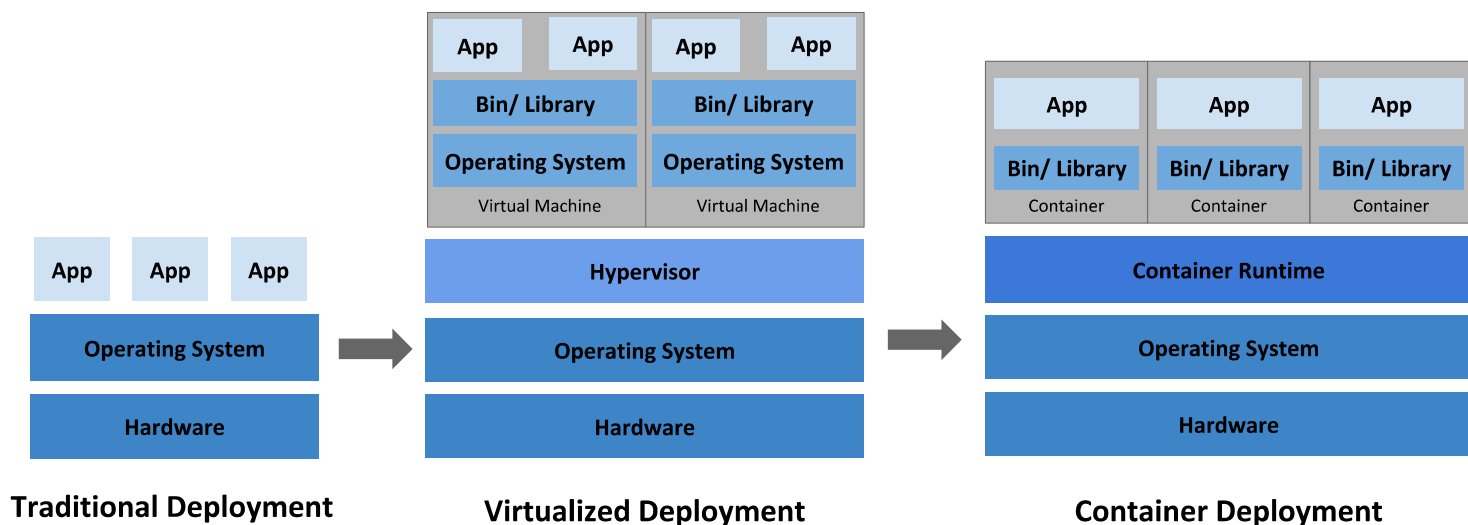 App
App
App
Operating System
Hardware
Traditional Deployment
App
App
Bin/ Library
Operating System
Virtual Machine
App
App
Bin/ Library
Operating System
Virtual Machine
Hypervisor
Operating System
Hardware
Virtualized Deployment
App
Bin/ Library
Container
App
Bin/ Library
Container
App
Bin/ Library
Container
Container Runtime
Operating System
Hardware
Container Deployment